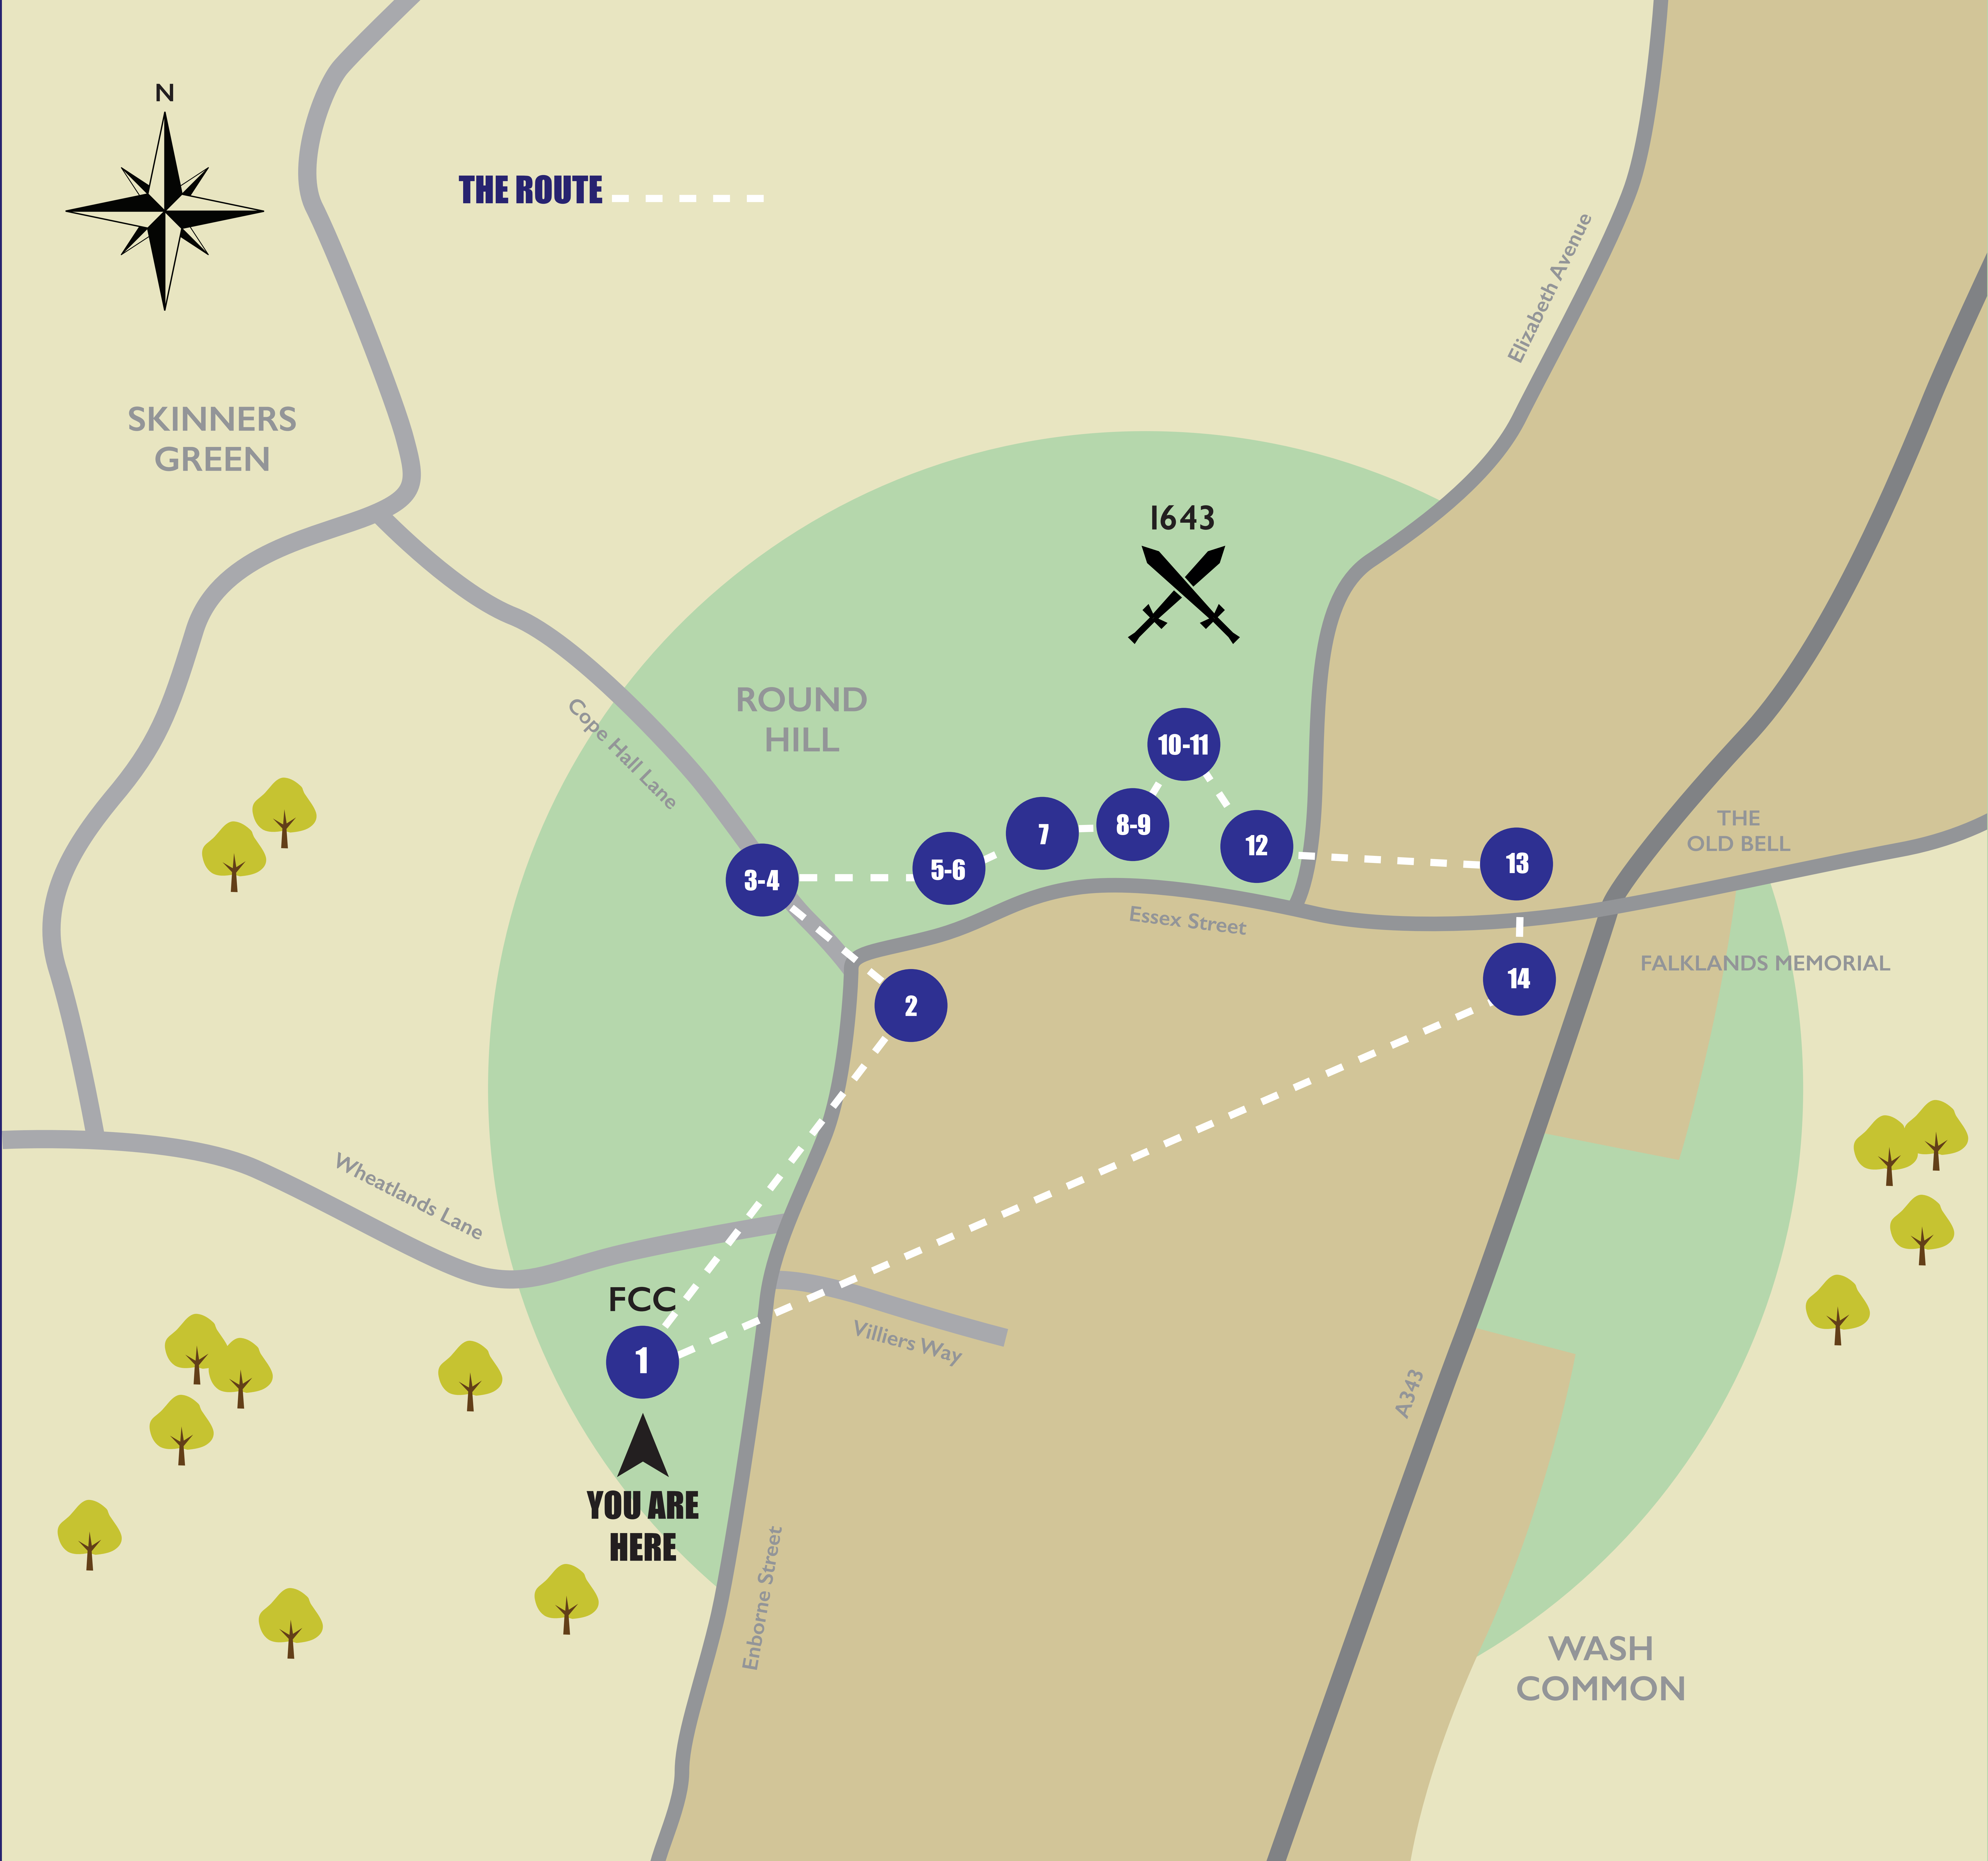 N
THE ROUTE
Elizabeth Avenue
SKINNERS
GREEN
1643
ROUND
HILL
Cope Hall Lane
10-11
8-9
7
12
5-6
3-4
13
THE
OLD BELL
Essex Street
FALKLANDS MEMORIAL
14
2
Wheatlands Lane
FCC
1
Villiers Way
A343
YOU ARE
HERE
Enborne Street
WASH
COMMON